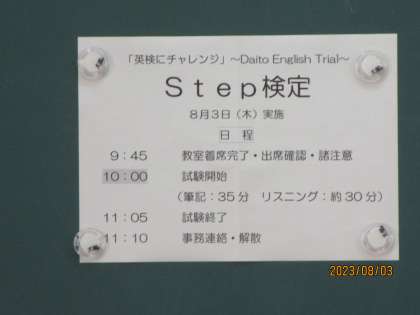 「英検にチャレンジ」～Daito English Trial～
Ｓｔｅｐ検定
８月３日（木）実施
日　程
９：45　教室着席完了・出席確認・諸注意
10：00　試験開始
（筆記：35分　リスニング：約30分）
11：05　試験終了
11：10　事務連絡・解散
2023/08/03